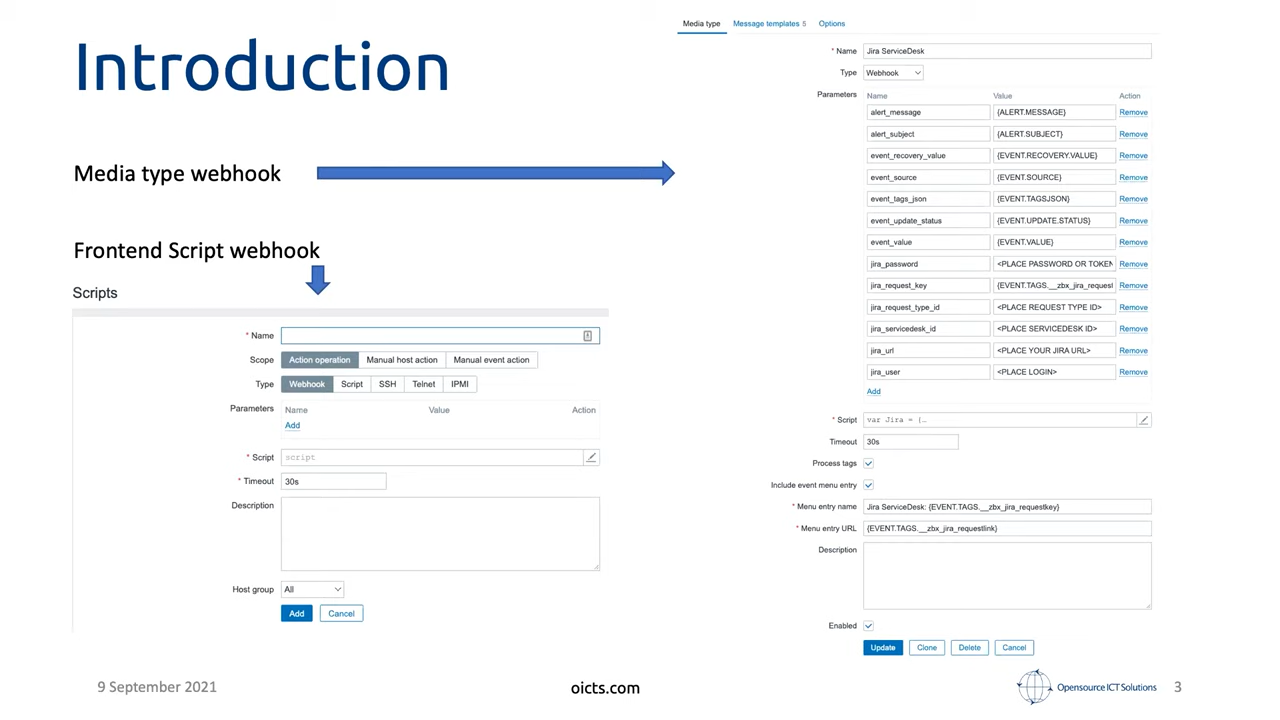 Introduction
Media type webhook
Frontend Script webhook
Scripts
* Name
Scope Action operation Manual host action Manual event action
Type Webhook Script SSH Telnet IPMI
Parameters Name Value Action
Add
* Script script
* Timeout 30s
Description
Host group All
Add Cancel
Media type Message templates 5 Options
* Name Jira ServiceDesk
Type Webhook
Parameters Name Value Action
alert_message {ALERT.MESSAGE} Remove
alert_subject {ALERT.SUBJECT} Remove
event_recovery_value {EVENT.RECOVERY.VALUE} Remove
event_source {EVENT.SOURCE} Remove
event_tags_json {EVENT.TAGSJSON} Remove
event_update_status {EVENT.UPDATE.STATUS} Remove
event_value {EVENT.VALUE} Remove
jira_password <PLACE PASSWORD OR TOKEN Remove
jira_request_key {EVENT.TAGS.__zbx_jira_request Remove
jira_request_type_id <PLACE REQUEST TYPE ID> Remove
jira_servicedesk_id <PLACE SERVICEDESK ID> Remove
jira_url <PLACE YOUR JIRA URL> Remove
jira_user <PLACE LOGIN> Remove
Add
* Script var Jira = {…
Timeout 30s
Process tags
Include event menu entry
* Menu entry name Jira ServiceDesk: {EVENT.TAGS.__zbx_jira_requestkey}
* Menu entry URL {EVENT.TAGS.__zbx_jira_requestlink}
Description
Enabled
Update Clone Delete Cancel
9 September 2021
oicts.com
Opensource ICT Solutions
3